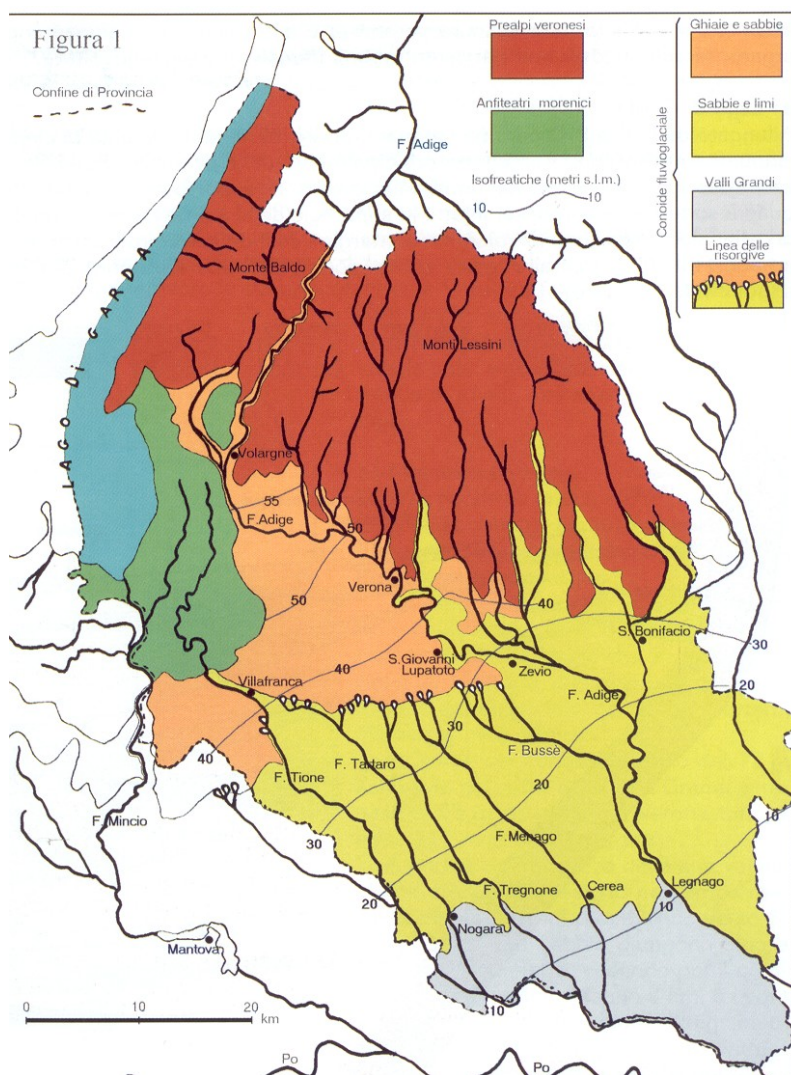 Figura 1
Confine di Provincia
Prealpi veronesi
Anfiteatri morenici
Isofreatiche (metri s.l.m.)
10
10
Conoide fluvioglaciale
Ghiaie e sabbie
Sabbie e limi
Valli Grandi
Linea delle
risorgive
F. Adige
LAGO Di GARDA
Monte Baldo
Monti Lessini
Volargne
55
F.Adige
50
Verona
50
40
S. Bonifacio
30
40
S.Giovanni
Lupatoto
Zevio
20
Villafranca
F. Adige
30
40
F. Bussè
F. Tartaro
F. Tione
20
10
F. Mincio
30
F.Menago
20
F. Tregnone
Cerea
Legnago
10
Nogara
Mantova
10
0
10
20
km
Po
Po